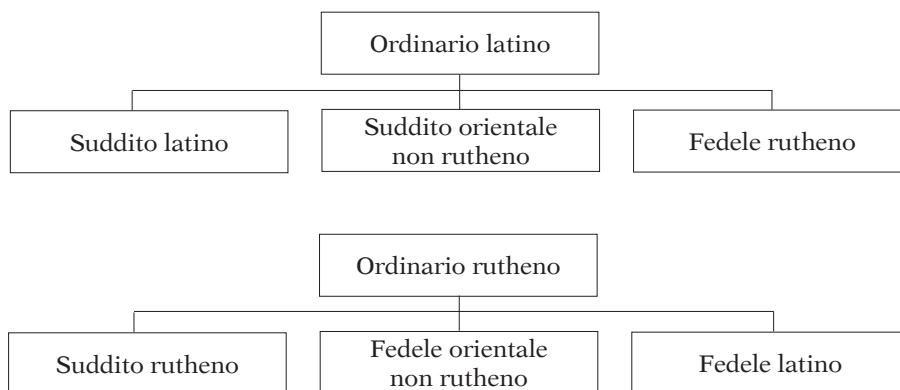 Ordinario latino
Suddito latino
Suddito orientale
non rutheno
Fedele rutheno
Ordinario rutheno
Suddito rutheno
Fedele orientale
non rutheno
Fedele latino